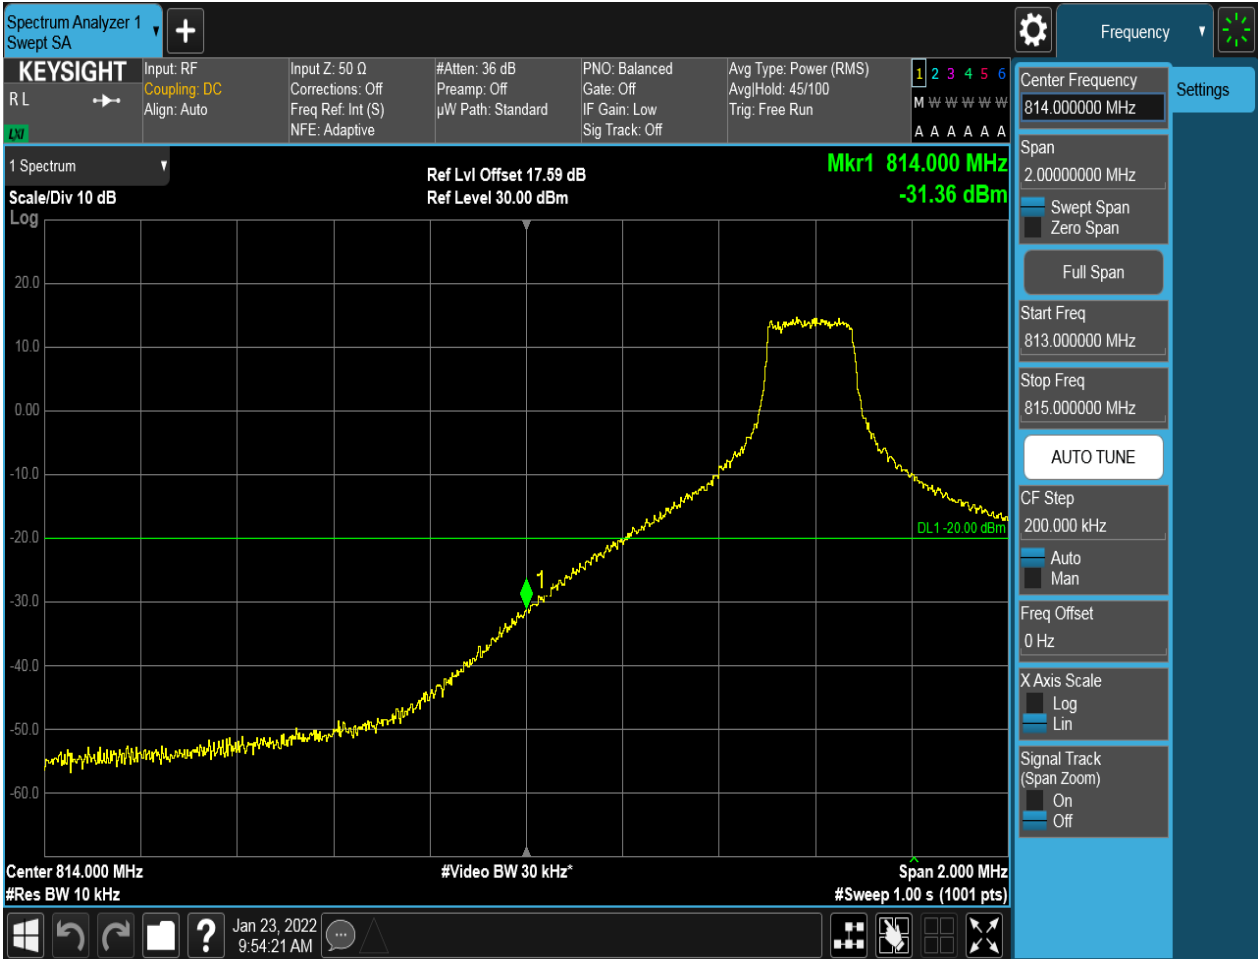 Spectrum Analyzer 1
Swept SA
+
Frequency
KEYSIGHT
R L
LXI
Input: RF
Coupling: DC
Align: Auto
Input Z: 50 Ω
Corrections: Off
Freq Ref: Int (S)
NFE: Adaptive
#Atten: 36 dB
Preamp: Off
µW Path: Standard
PNO: Balanced
Gate: Off
IF Gain: Low
Sig Track: Off
Avg Type: Power (RMS)
Avg|Hold: 45/100
Trig: Free Run
1 2 3 4 5 6
M W W W W W
A A A A A A
1 Spectrum
Scale/Div 10 dB
Log
Ref Lvl Offset 17.59 dB
Ref Level 30.00 dBm
Mkr1 814.000 MHz
-31.36 dBm
20.0
10.0
0.00
-10.0
-20.0
-30.0
-40.0
-50.0
-60.0
DL1 -20.00 dBm
1
Center 814.000 MHz
#Res BW 10 kHz
#Video BW 30 kHz*
Span 2.000 MHz
#Sweep 1.00 s (1001 pts)
?
Jan 23, 2022
9:54:21 AM
Center Frequency
814.000000 MHz
Settings
Span
2.00000000 MHz
Swept Span
Zero Span
Full Span
Start Freq
813.000000 MHz
Stop Freq
815.000000 MHz
AUTO TUNE
CF Step
200.000 kHz
Auto
Man
Freq Offset
0 Hz
X Axis Scale
Log
Lin
Signal Track
(Span Zoom)
On
Off